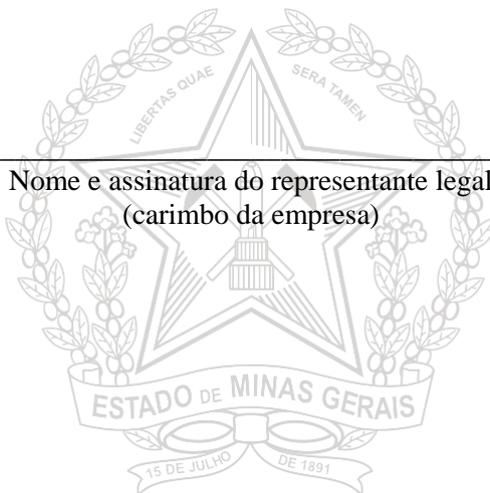 LIBERTAS QUAE SERA TAMEN
Nome e assinatura do representante legal
(carimbo da empresa)
ESTADO DE MINAS GERAIS
15 DE JULHO DE 1891